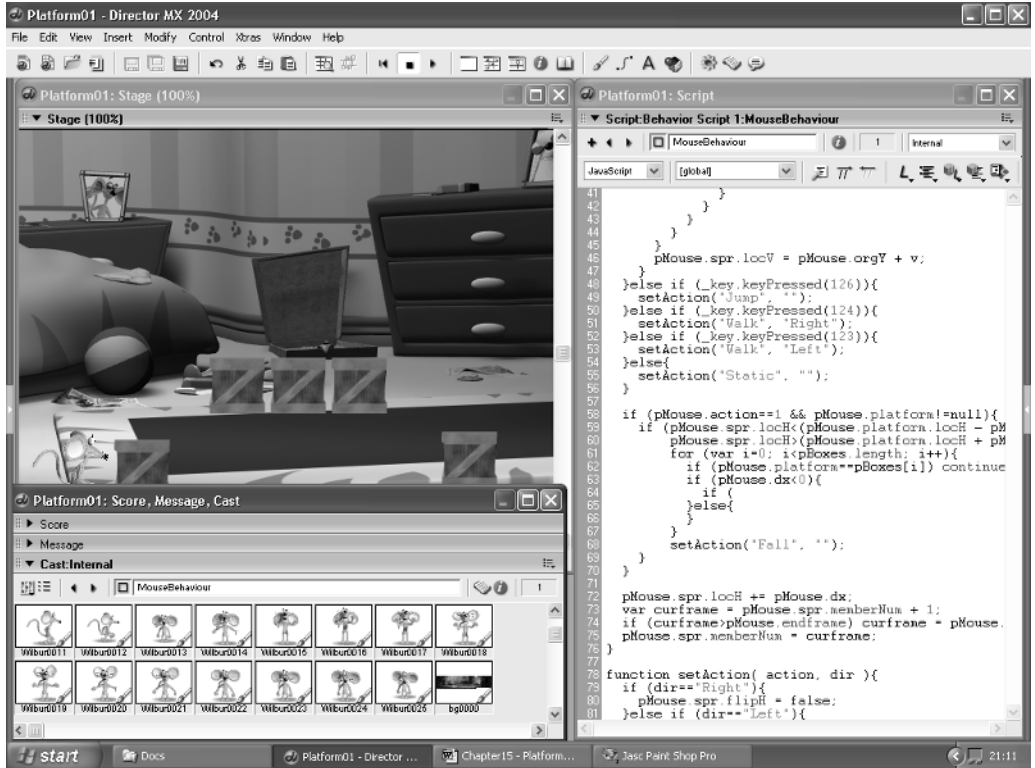 Platform01 - Director MX 2004
File Edit View Insert Modify Control Xtras Window Help
Platform01: Stage (100%)
Stage (100%)
Platform01: Script
Script:Behavior Script 1:MouseBehaviour
MouseBehaviour 1 Internal
JavaScript [global]
41 }
42 }
43 }
44 }
45 }
46 pMouse.spr.locV = pMouse.orgY + v;
47 }
48 }else if (_key.keyPressed(126)){
49 setAction("Jump", "");
50 }else if (_key.keyPressed(124)){
51 setAction("Walk", "Right");
52 }else if (_key.keyPressed(123)){
53 setAction("Walk", "Left");
54 }else{
55 setAction("Static", "");
56 }
57
58 if (pMouse.action==1 && pMouse.platform!=null){
59 if (pMouse.spr.locH<(pMouse.platform.locH - pM
60 pMouse.spr.locH>(pMouse.platform.locH + pM
61 for (var i=0; i<pBoxes.length; i++){
62 if (pMouse.platform==pBoxes[i]) continue
63 if (pMouse.dx<0){
64 if (
65 }else{
66 }
67 }
68 setAction("Fall", "");
69 }
70 }
71
72 pMouse.spr.locH += pMouse.dx;
73 var curframe = pMouse.spr.memberNum + 1;
74 if (curframe>pMouse.endframe) curframe = pMouse.
75 pMouse.spr.memberNum = curframe;
76 }
77
78 function setAction( action, dir ){
79 if (dir=="Right"){
80 pMouse.spr.flipH = false;
81 }else if (dir=="Left"){
Platform01: Score, Message, Cast
Score
Message
Cast:Internal
MouseBehaviour 1
Wilbur0011 Wilbur0012 Wilbur0013 Wilbur0014 Wilbur0015 Wilbur0016 Wilbur0017 Wilbur0018
Wilbur0019 Wilbur0020 Wilbur0021 Wilbur0022 Wilbur0023 Wilbur0024 Wilbur0025 bg0000
start Docs Platform01 - Director ... Chapter15 - Platform... Jasc Paint Shop Pro 21:11